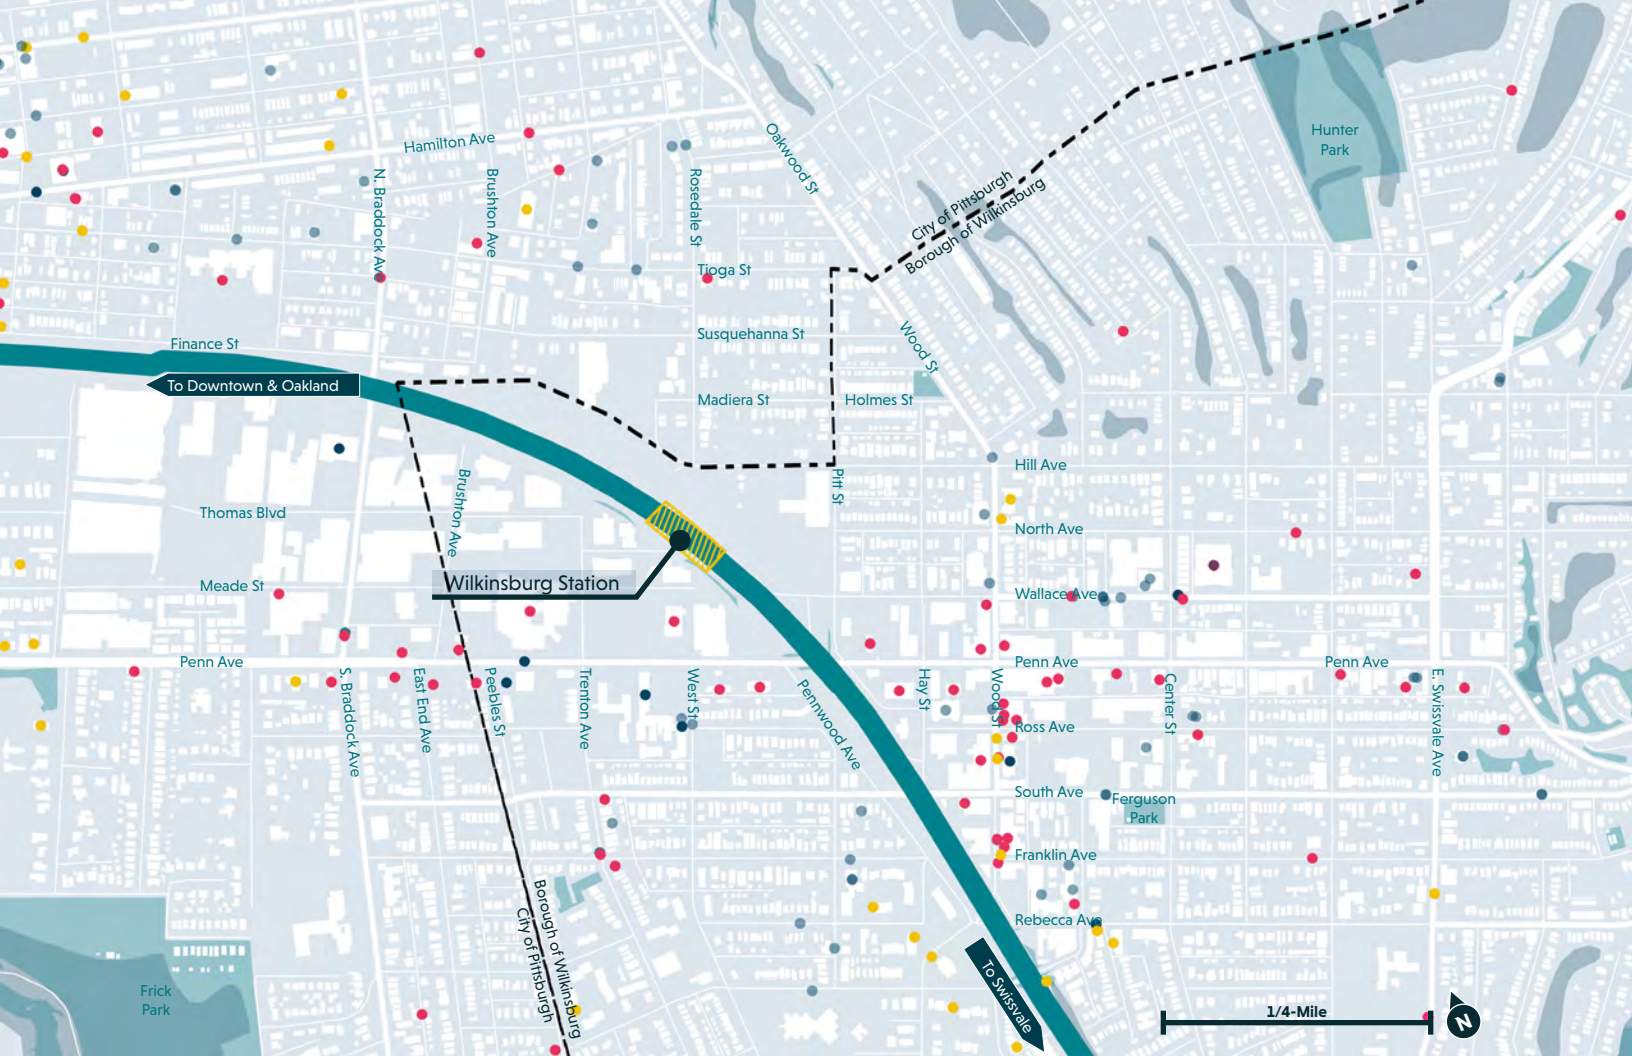 Hunter
Park
Hamilton Ave
Oakwood St
N. Braddock Ave
Brushton Ave
Rosedale St
City of Pittsburgh
Borough of Wilkinsburg
Tioga St
Susquehanna St
Wood St
Finance St
To Downtown & Oakland
Madiera St
Holmes St
Hill Ave
Pitt St
Brushton Ave
Thomas Blvd
North Ave
Wilkinsburg Station
Meade St
Wallace Ave
Penn Ave
Penn Ave
Penn Ave
S. Braddock Ave
East End Ave
Peebles St
Trenton Ave
West St
Pennwood Ave
Hay St
Wood St
Center St
E. Swissvale Ave
Ross Ave
South Ave
Ferguson
Park
Franklin Ave
Rebecca Ave
Borough of Wilkinsburg
City of Pittsburgh
To Swissvale
Frick
Park
1/4-Mile
N